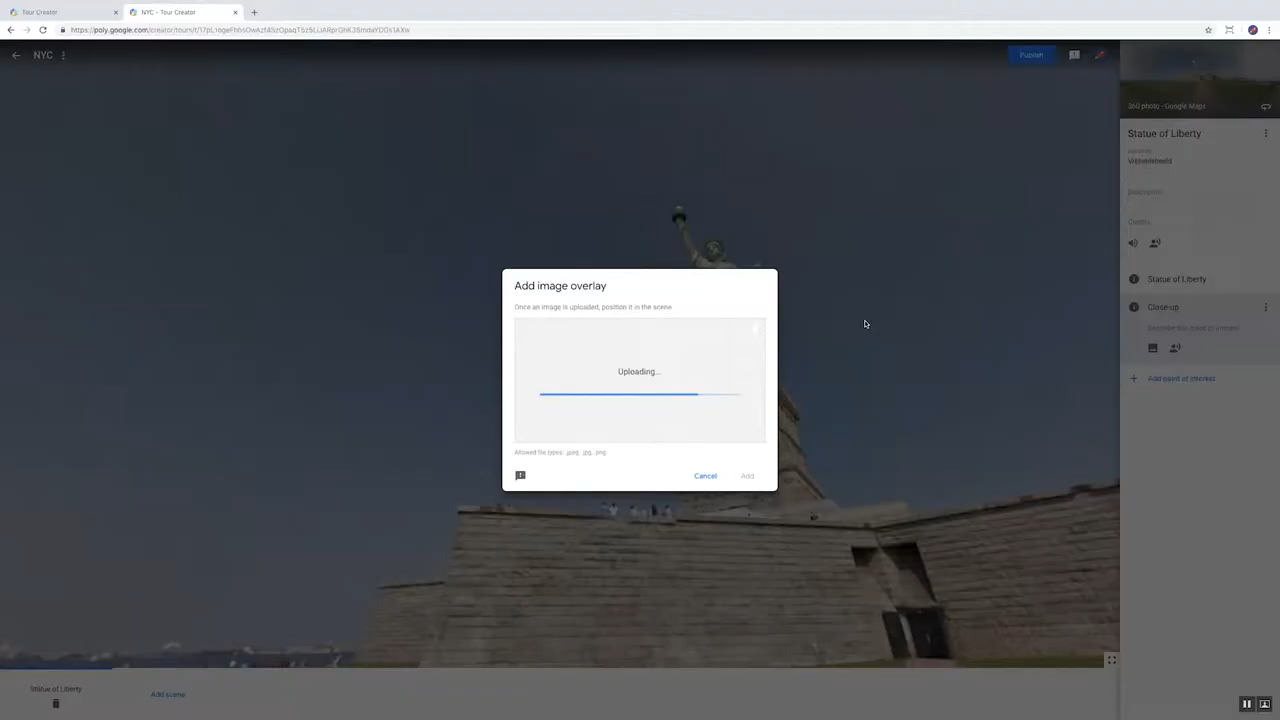 Tour Creator
NYC - Tour Creator
NYC
Publish
360 photo - Google Maps
Statue of Liberty
Vrijheidsbeeld
Description
Credits
Statue of Liberty
Close-up
Add point of interest
Add image overlay
Once an image is uploaded, position it in the scene
Uploading...
Allowed file types: .jpeg, .jpg, .png
Cancel
Add
Statue of Liberty
Add scene